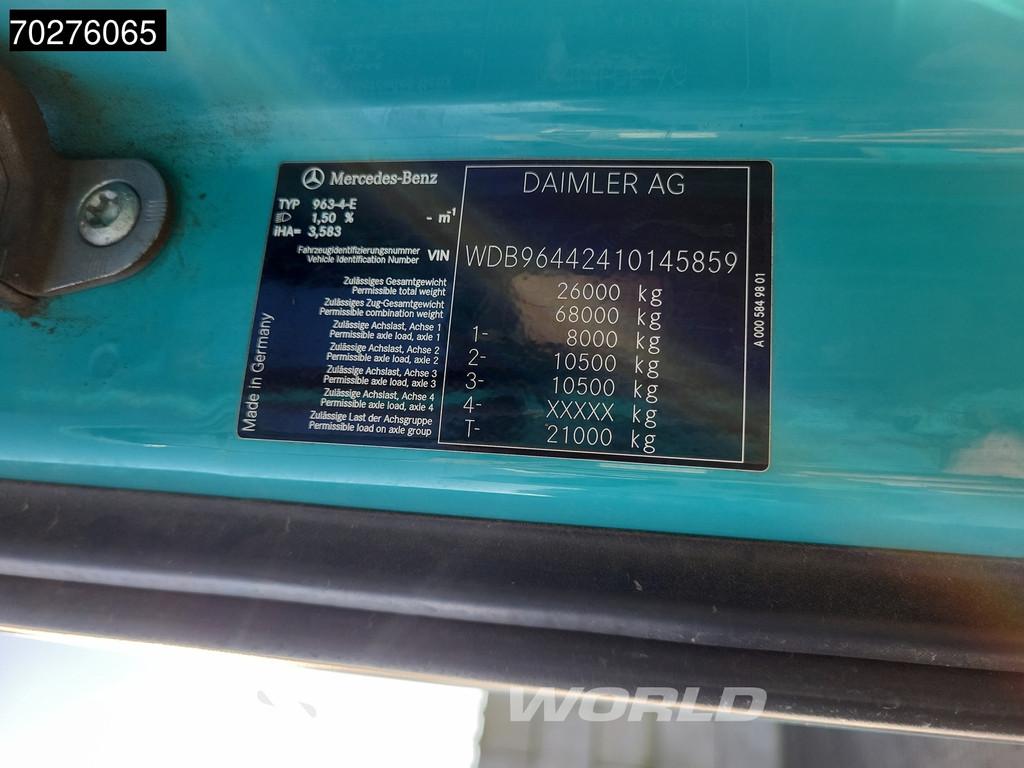 70276065
Mercedes-Benz
TYP 963-4-E
1,50 % - m⁻¹
iHA= 3,583
DAIMLER AG
Fahrzeugidentifizierungsnummer
Vehicle Identification Number VIN WDB96442410145859
Zulässiges Gesamtgewicht
Permissible total weight 26000 kg
Zulässiges Zug-Gesamtgewicht
Permissible combination weight 68000 kg
Zulässige Achslast, Achse 1
Permissible axle load, axle 1 1- 8000 kg
Zulässige Achslast, Achse 2
Permissible axle load, axle 2 2- 10500 kg
Zulässige Achslast, Achse 3
Permissible axle load, axle 3 3- 10500 kg
Zulässige Achslast, Achse 4
Permissible axle load, axle 4 4- XXXXX kg
Zulässige Last der Achsgruppe
Permissible load on axle group T- 21000 kg
Made in Germany
A 000 584 98 01
WORLD